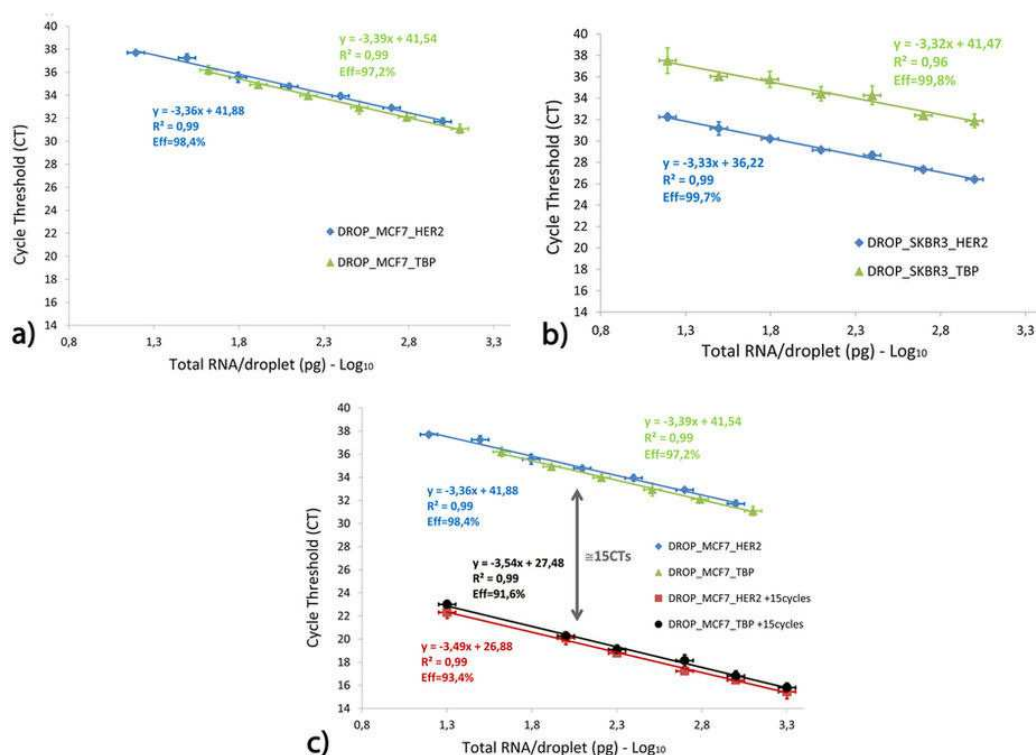 40
38
36
34
32
30
28
26
24
22
20
18
16
14
Cycle Threshold (CT)
y = -3,39x + 41,54
R² = 0,99
Eff=97,2%
y = -3,36x + 41,88
R² = 0,99
Eff=98,4%
DROP_MCF7_HER2
DROP_MCF7_TBP
0,8 1,3 1,8 2,3 2,8 3,3
a)
Total RNA/droplet (pg) - Log₁₀
40
38
36
34
32
30
28
26
24
22
20
18
16
14
Cycle Threshold (CT)
y = -3,32x + 41,47
R² = 0,96
Eff=99,8%
y = -3,33x + 36,22
R² = 0,99
Eff=99,7%
DROP_SKBR3_HER2
DROP_SKBR3_TBP
0,8 1,3 1,8 2,3 2,8 3,3
b)
Total RNA/droplet (pg) - Log₁₀
40
38
36
34
32
30
28
26
24
22
20
18
16
14
Cycle Threshold (CT)
y = -3,39x + 41,54
R² = 0,99
Eff=97,2%
y = -3,36x + 41,88
R² = 0,99
Eff=98,4%
≅15CTs
y = -3,54x + 27,48
R² = 0,99
Eff=91,6%
y = -3,49x + 26,88
R² = 0,99
Eff=93,4%
DROP_MCF7_HER2
DROP_MCF7_TBP
DROP_MCF7_HER2 +15cycles
DROP_MCF7_TBP +15cycles
0,8 1,3 1,8 2,3 2,8 3,3
c)
Total RNA/droplet (pg) - Log₁₀